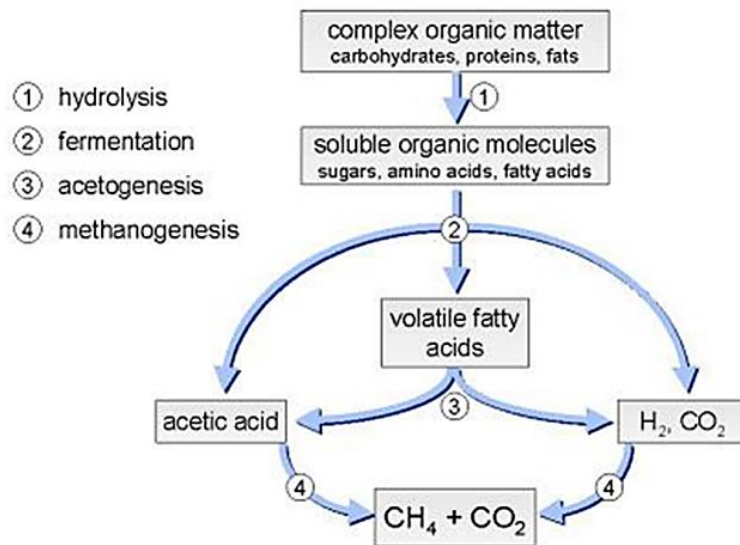 complex organic matter
carbohydrates, proteins, fats
① hydrolysis
① 
② fermentation
soluble organic molecules
sugars, amino acids, fatty acids
③ acetogenesis
④ methanogenesis
②
volatile fatty
acids
③
acetic acid
H₂, CO₂
④
④
CH₄ + CO₂